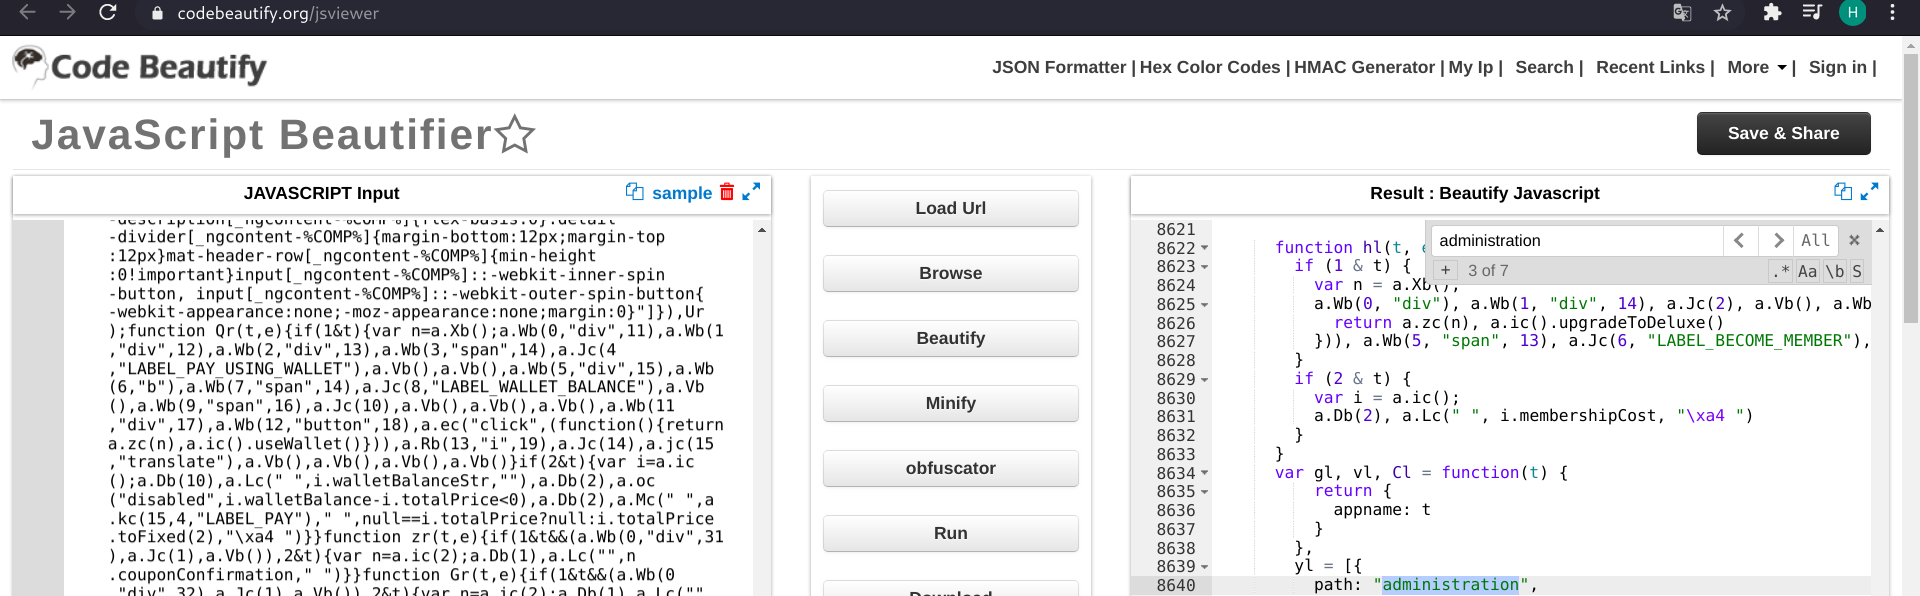 codebeautify.org/jsviewer
H
Code Beautify
JSON Formatter | Hex Color Codes | HMAC Generator | My Ip | Search | Recent Links | More | Sign in |
JavaScript Beautifier
Save & Share
JAVASCRIPT Input
sample
-description[_ngcontent-%COMP%]{flex-basis:0}.detail
-divider[_ngcontent-%COMP%]{margin-bottom:12px;margin-top
:12px}mat-header-row[_ngcontent-%COMP%]{min-height
:0!important}input[_ngcontent-%COMP%]::-webkit-inner-spin
-button, input[_ngcontent-%COMP%]::-webkit-outer-spin-button{
-webkit-appearance:none;-moz-appearance:none;margin:0}"]}),Ur
);function Qr(t,e){if(1&t){var n=a.Xb();a.Wb(0,"div",11),a.Wb(1
,"div",12),a.Wb(2,"div",13),a.Wb(3,"span",14),a.Jc(4
,"LABEL_PAY_USING_WALLET"),a.Vb(),a.Vb(),a.Wb(5,"div",15),a.Wb
(6,"b"),a.Wb(7,"span",14),a.Jc(8,"LABEL_WALLET_BALANCE"),a.Vb
(),a.Wb(9,"span",16),a.Jc(10),a.Vb(),a.Vb(),a.Vb(),a.Wb(11
,"div",17),a.Wb(12,"button",18),a.ec("click",(function(){return
a.zc(n),a.ic().useWallet()})),a.Rb(13,"i",19),a.Jc(14),a.jc(15
,"translate"),a.Vb(),a.Vb(),a.Vb(),a.Vb()}if(2&t){var i=a.ic
();a.Db(10),a.Lc(" ",i.walletBalanceStr,""),a.Db(2),a.oc
("disabled",i.walletBalance-i.totalPrice<0),a.Db(2),a.Mc(" ",a
.kc(15,4,"LABEL_PAY")," ",null==i.totalPrice?null:i.totalPrice
.toFixed(2),"\xa4 ")}}function zr(t,e){if(1&t&&(a.Wb(0,"div",31
),a.Jc(1),a.Vb()),2&t){var n=a.ic(2);a.Db(1),a.Lc("",n
.couponConfirmation," ")}}function Gr(t,e){if(1&t&&(a.Wb(0
,"div",32),a.Jc(1),a.Vb()),2&t){var n=a.ic(2);a.Db(1),a.Lc(""
Load Url
Browse
Beautify
Minify
obfuscator
Run
Download
Result : Beautify Javascript
administration
All
+ 3 of 7
.* Aa \b S
8621
8622 function hl(t, e
8623 if (1 & t) {
8624 var n = a.Xb(),
8625 a.Wb(0, "div"), a.Wb(1, "div", 14), a.Jc(2), a.Vb(), a.Wb
8626 return a.zc(n), a.ic().upgradeToDeluxe()
8627 })), a.Wb(5, "span", 13), a.Jc(6, "LABEL_BECOME_MEMBER"),
8628 }
8629 if (2 & t) {
8630 var i = a.ic();
8631 a.Db(2), a.Lc(" ", i.membershipCost, "\xa4 ")
8632 }
8633 }
8634 var gl, vl, Cl = function(t) {
8635 return {
8636 appname: t
8637 }
8638 },
8639 yl = [{
8640 path: "administration",